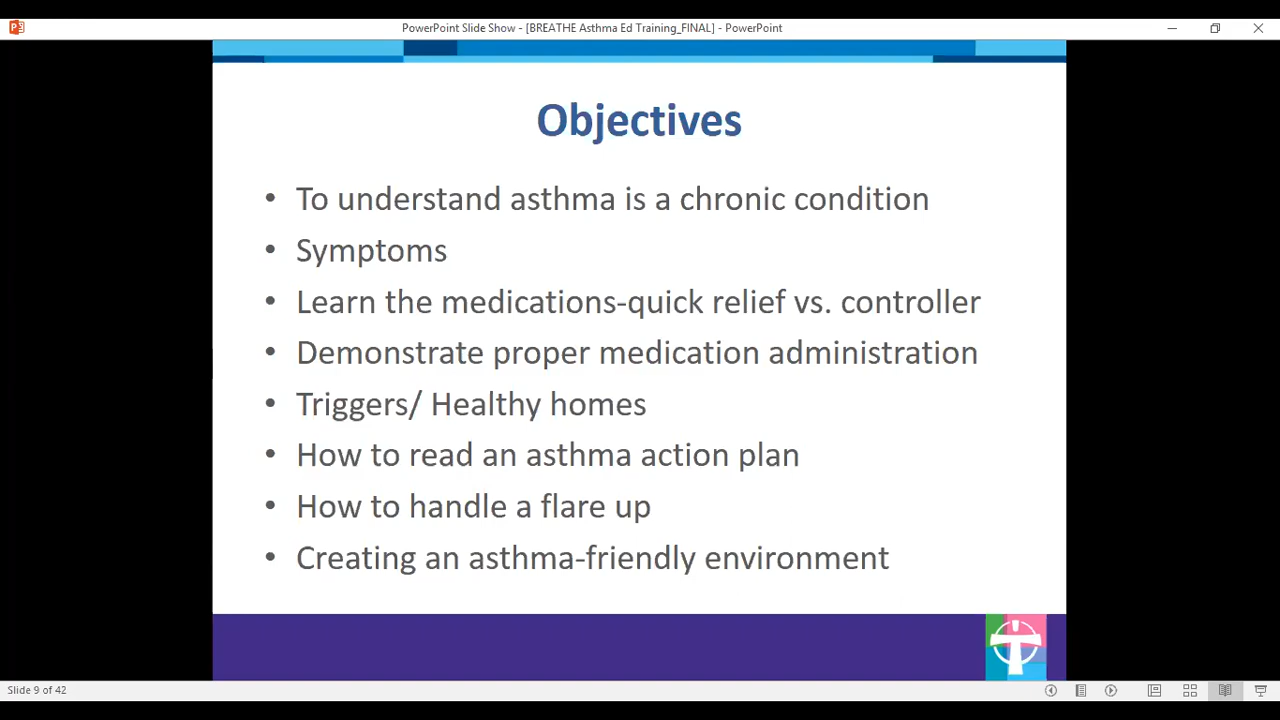 PowerPoint Slide Show - [BREATHE Asthma Ed Training_FINAL] - PowerPoint
Objectives
• To understand asthma is a chronic condition
• Symptoms
• Learn the medications-quick relief vs. controller
• Demonstrate proper medication administration
• Triggers/ Healthy homes
• How to read an asthma action plan
• How to handle a flare up
• Creating an asthma-friendly environment
Slide 9 of 42